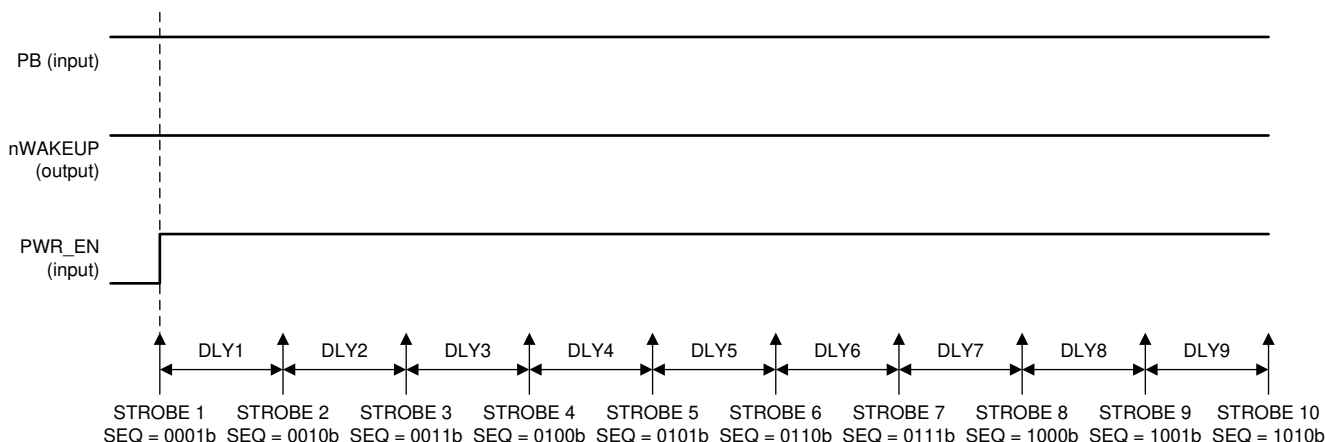 PB (input)
nWAKEUP
(output)
PWR_EN
(input)
DLY1 DLY2 DLY3 DLY4 DLY5 DLY6 DLY7 DLY8 DLY9
STROBE 1 STROBE 2 STROBE 3 STROBE 4 STROBE 5 STROBE 6 STROBE 7 STROBE 8 STROBE 9 STROBE 10
SEQ = 0001b SEQ = 0010b SEQ = 0011b SEQ = 0100b SEQ = 0101b SEQ = 0110b SEQ = 0111b SEQ = 1000b SEQ = 1001b SEQ = 1010b